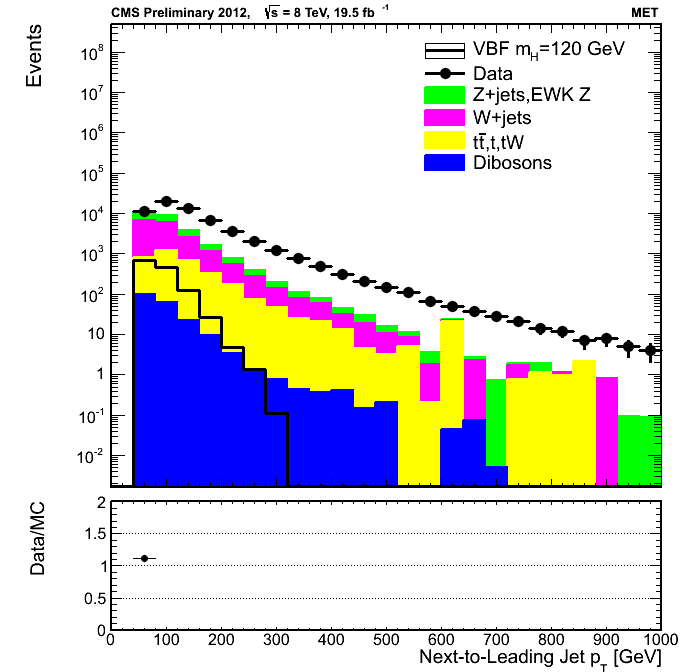 CMS Preliminary 2012, √s = 8 TeV, 19.5 fb⁻¹ MET
Events
10⁸
10⁷
10⁶
10⁵
10⁴
10³
10²
10
1
10⁻¹
10⁻²
VBF m_H=120 GeV
Data
Z+jets,EWK Z
W+jets
tt̄,t,tW
Dibosons
Data/MC
2
1.5
1
0.5
0
0 100 200 300 400 500 600 700 800 900 1000
Next-to-Leading Jet p_T [GeV]